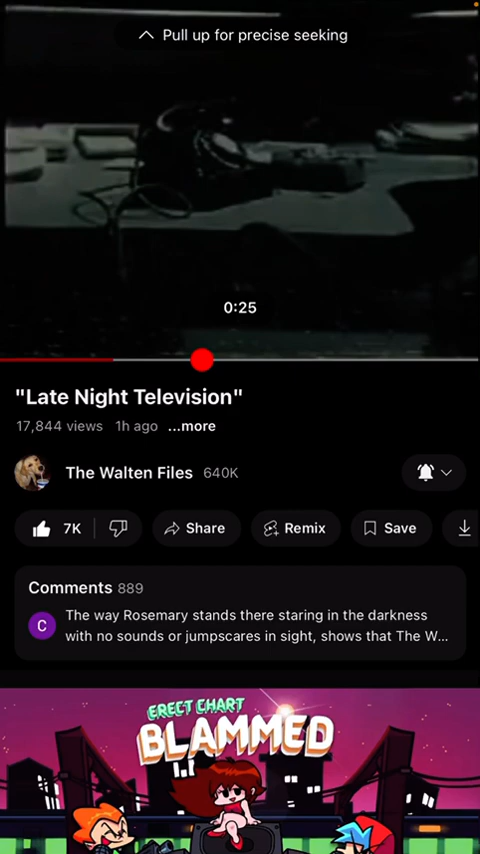 Pull up for precise seeking
0:25
"Late Night Television"
17,844 views 1h ago ...more
The Walten Files 640K
7K Share Remix Save
Comments 889
C
The way Rosemary stands there staring in the darkness
with no sounds or jumpscares in sight, shows that The W...
ERECT CHART
BLAMMED